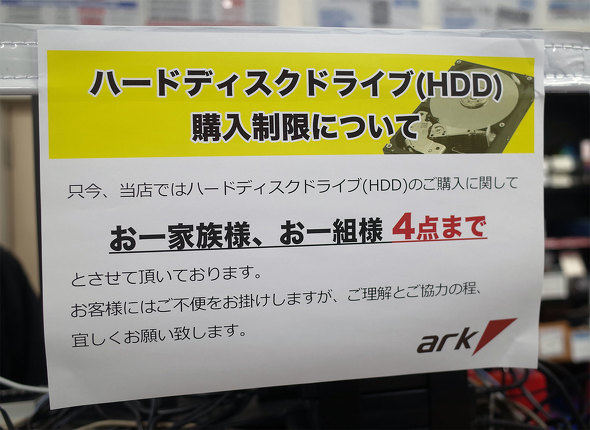 ハードディスクドライブ(HDD)
購入制限について
只今、当店ではハードディスクドライブ(HDD)のご購入に関して
お一家族様、お一組様 4点まで
とさせて頂いております。
お客様にはご不便をお掛けしますが、ご理解とご協力の程、
宜しくお願い致します。
ark